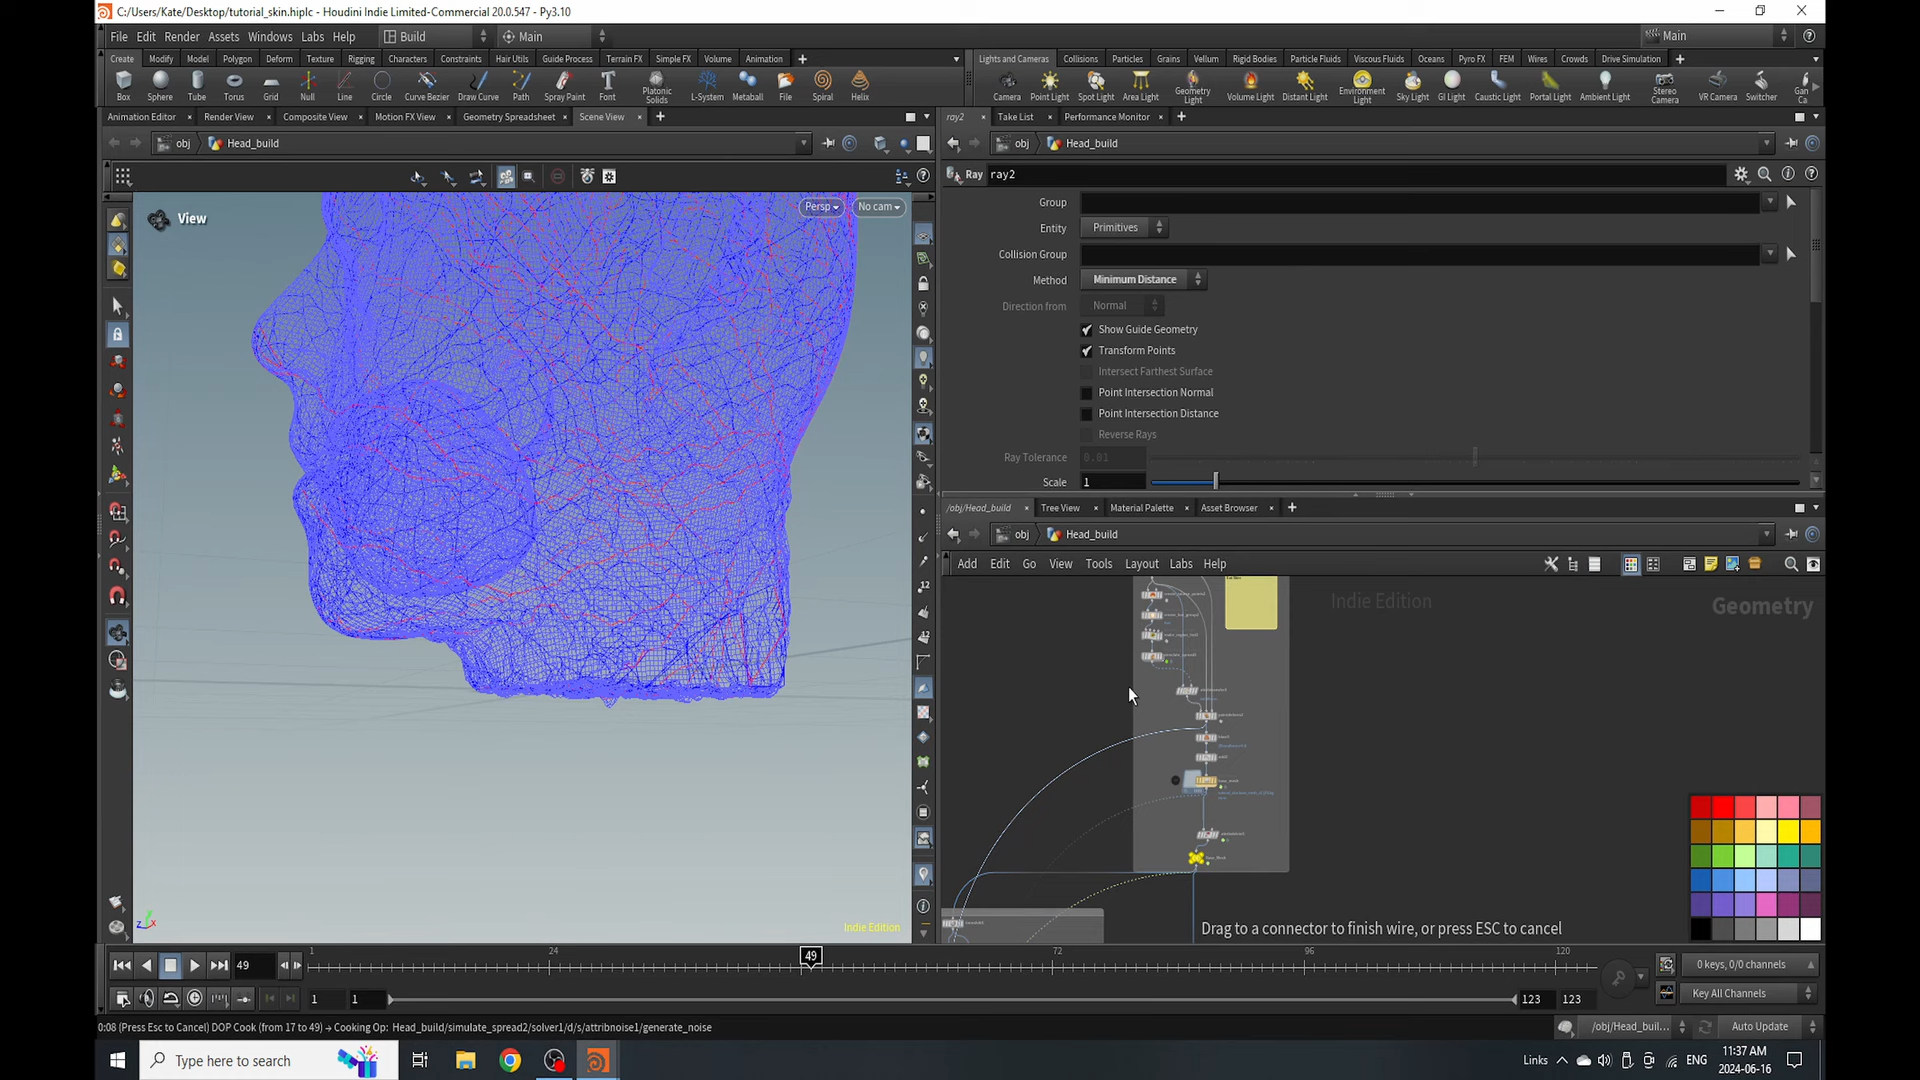 C:/Users/Kate/Desktop/tutorial_skin.hiplc - Houdini Indie Limited-Commercial 20.0.547 - Py3.10
File Edit Render Assets Windows Labs Help Build Main Main
Create Modify Model Polygon Deform Texture Rigging Characters Constraints Hair Utils Guide Process Terrain FX Simple FX Volume Animation
Lights and Cameras Collisions Particles Grains Vellum Rigid Bodies Particle Fluids Viscous Fluids Oceans Pyro FX FEM Wires Crowds Drive Simulation
Box Sphere Tube Torus Grid Null Line Circle Curve Bezier Draw Curve Path Spray Paint Font Platonic Solids L-System Metaball File Spiral Helix
Camera Point Light Spot Light Area Light Geometry Light Volume Light Distant Light Environment Light Sky Light GI Light Caustic Light Portal Light Ambient Light Stereo Camera VR Camera Switcher Gan Ca
Animation Editor Render View Composite View Motion FX View Geometry Spreadsheet Scene View
ray2 Take List Performance Monitor
obj Head_build
obj Head_build
Ray ray2
View
Persp No cam
Group
Entity Primitives
Collision Group
Method Minimum Distance
Direction from Normal
Show Guide Geometry
Transform Points
Intersect Farthest Surface
Point Intersection Normal
Point Intersection Distance
Reverse Rays
Ray Tolerance 0.01
Scale 1
/obj/Head_build Tree View Material Palette Asset Browser
obj Head_build
Add Edit Go View Tools Layout Labs Help
Indie Edition
Geometry
Drag to a connector to finish wire, or press ESC to cancel
Indie Edition
49 1 24 49 72 96 120
0 keys, 0/0 channels
1 1 123 123
Key All Channels
0:08 (Press Esc to Cancel) DOP Cook (from 17 to 49) → Cooking Op: Head_build/simulate_spread2/solver1/d/s/attribnoise1/generate_noise
/obj/Head_buil... Auto Update
Type here to search
Links ENG
11:37 AM
2024-06-16